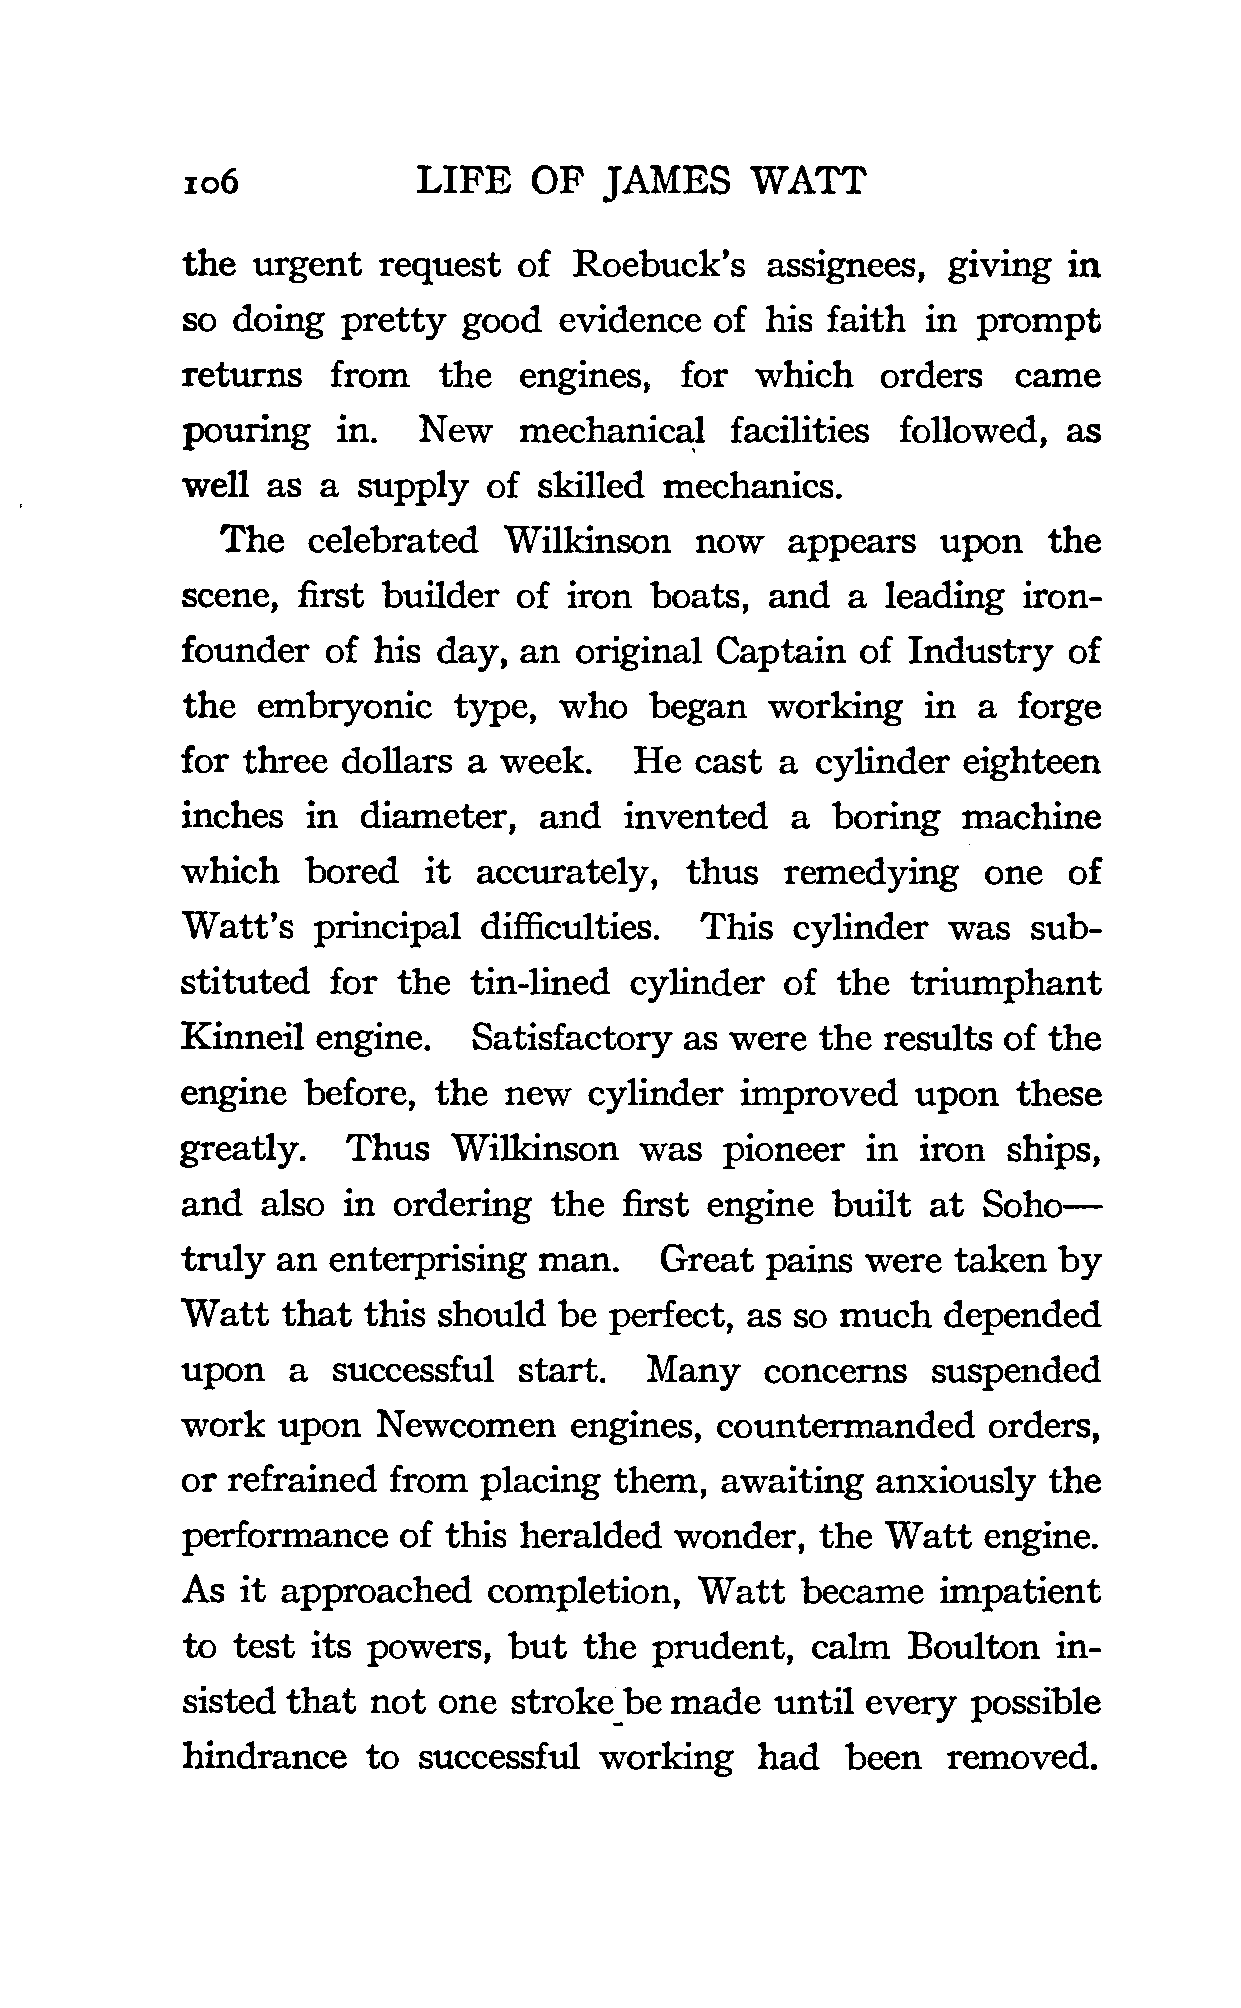 106 LIFE OF JAMES WATT
the urgent request of Roebuck's assignees, giving in
so doing pretty good evidence of his faith in prompt
returns from the engines, for which orders came
pouring in. New mechanical facilities followed, as
well as a supply of skilled mechanics.
The celebrated Wilkinson now appears upon the
scene, first builder of iron boats, and a leading iron-
founder of his day, an original Captain of Industry of
the embryonic type, who began working in a forge
for three dollars a week. He cast a cylinder eighteen
inches in diameter, and invented a boring machine
which bored it accurately, thus remedying one of
Watt's principal difficulties. This cylinder was sub-
stituted for the tin-lined cylinder of the triumphant
Kinneil engine. Satisfactory as were the results of the
engine before, the new cylinder improved upon these
greatly. Thus Wilkinson was pioneer in iron ships,
and also in ordering the first engine built at Soho—
truly an enterprising man. Great pains were taken by
Watt that this should be perfect, as so much depended
upon a successful start. Many concerns suspended
work upon Newcomen engines, countermanded orders,
or refrained from placing them, awaiting anxiously the
performance of this heralded wonder, the Watt engine.
As it approached completion, Watt became impatient
to test its powers, but the prudent, calm Boulton in-
sisted that not one stroke be made until every possible
hindrance to successful working had been removed.